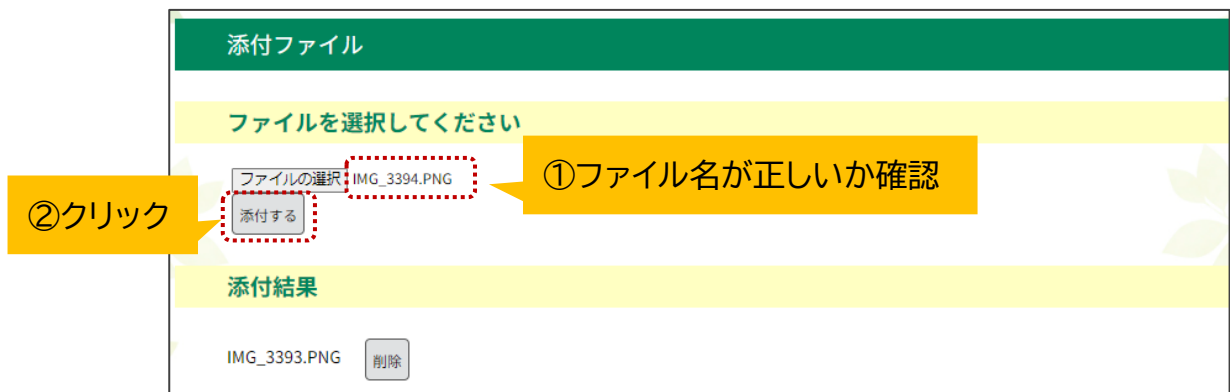 添付ファイル
ファイルを選択してください
ファイルの選択 IMG_3394.PNG
①ファイル名が正しいか確認
添付する
②クリック
添付結果
IMG_3393.PNG 削除